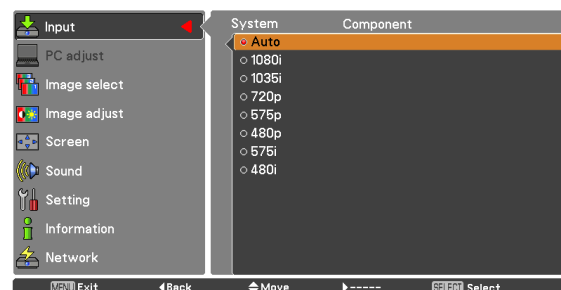 Input
PC adjust
Image select
Image adjust
Screen
Sound
Setting
Information
Network
System Component
Auto
1080i
1035i
720p
575p
480p
575i
480i
MENU Exit Back Move ----- SELECT Select